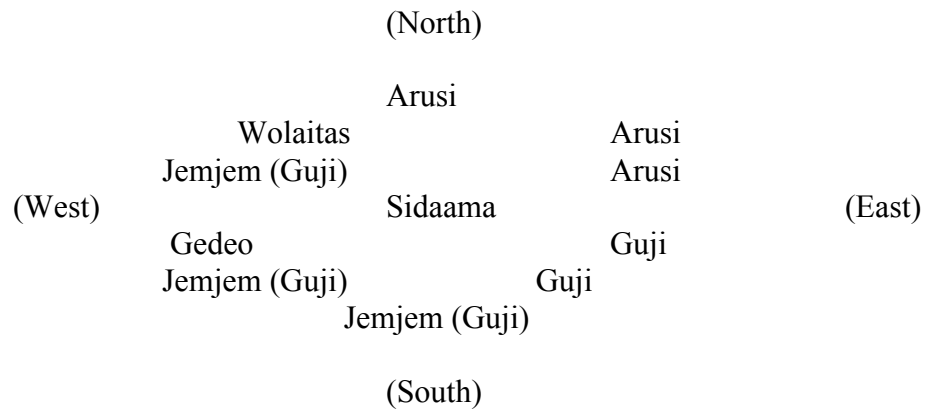 (North)
Arusi
Wolaitas Arusi
Jemjem (Guji) Arusi
(West) Sidaama (East)
Gedeo Guji
Jemjem (Guji) Guji
Jemjem (Guji)
(South)